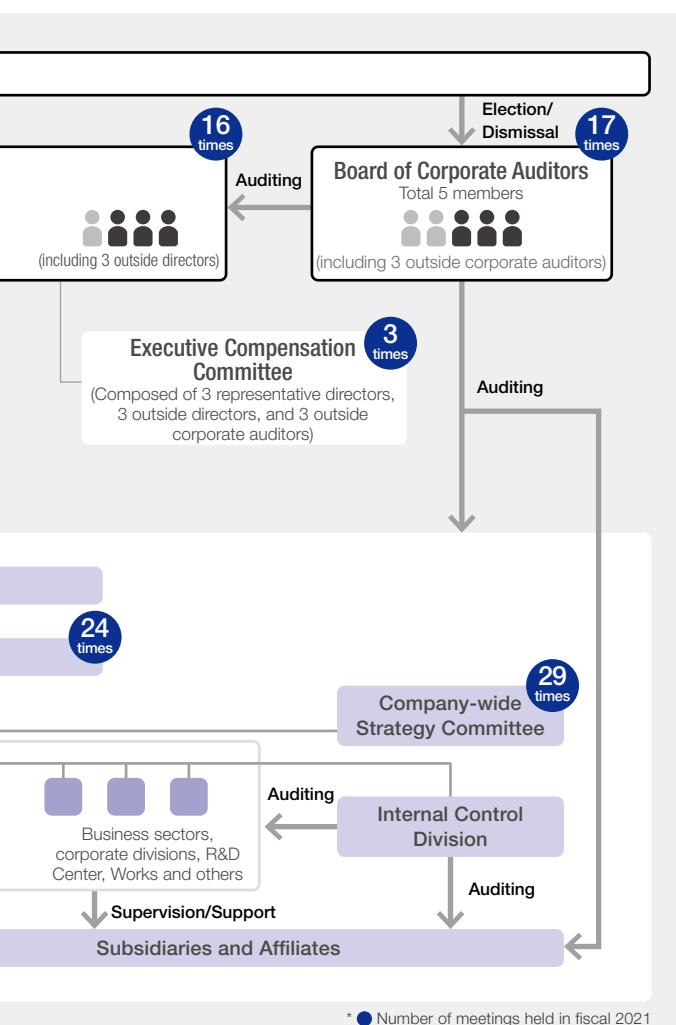 Election/
Dismissal
16
times
17
times
Auditing
Board of Corporate Auditors
Total 5 members
(including 3 outside directors)
(including 3 outside corporate auditors)
3
times
Executive Compensation
Committee
(Composed of 3 representative directors,
3 outside directors, and 3 outside
corporate auditors)
Auditing
24
times
29
times
Company-wide
Strategy Committee
Auditing
Internal Control
Division
Business sectors,
corporate divisions, R&D
Center, Works and others
Auditing
Supervision/Support
Subsidiaries and Affiliates
* ● Number of meetings held in fiscal 2021